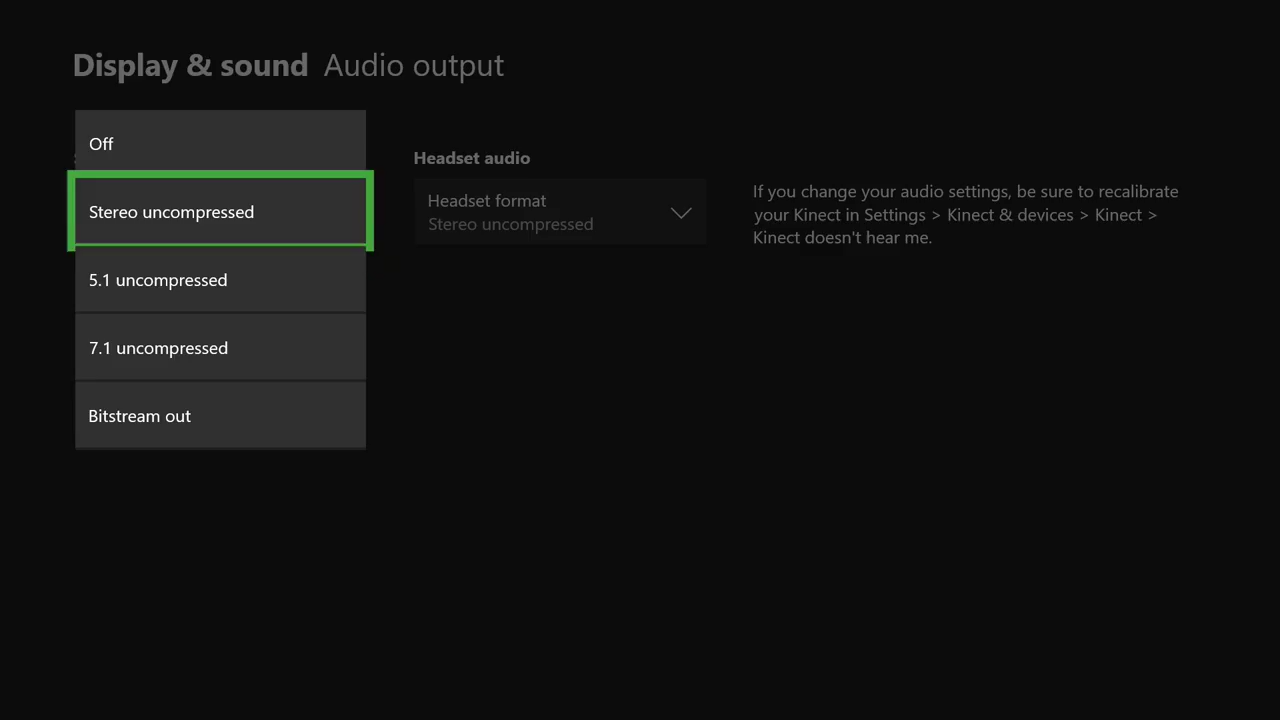 Display & sound Audio output
Off
Stereo uncompressed
5.1 uncompressed
7.1 uncompressed
Bitstream out
Headset audio
Headset format
Stereo uncompressed
If you change your audio settings, be sure to recalibrate
your Kinect in Settings > Kinect & devices > Kinect >
Kinect doesn't hear me.